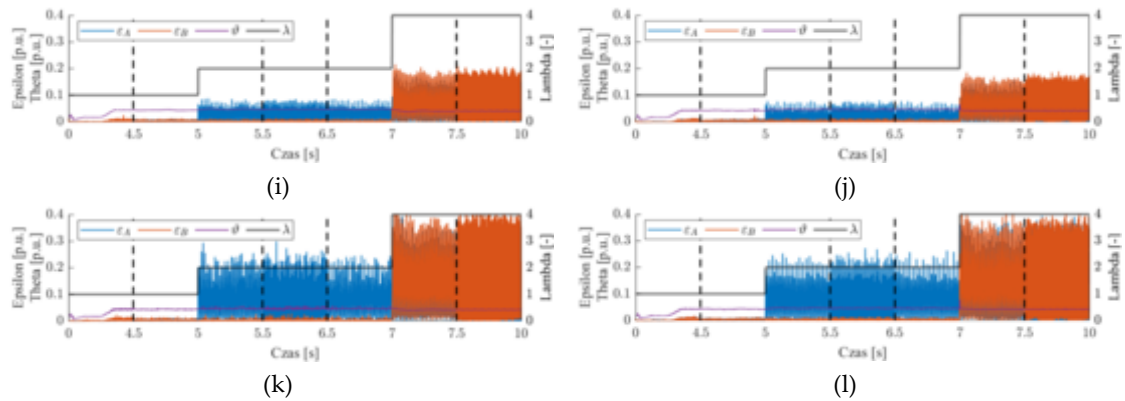 ε_A ε_B ϑ λ
Epsilon [p.u.]
Theta [p.u.]
0.4
0.3
0.2
0.1
0
4
3
2
1
0
Lambda [-]
0 4.5 5 5.5 6.5 7 7.5 10
Czas [s]
(i)
ε_A ε_B ϑ λ
Epsilon [p.u.]
Theta [p.u.]
0.4
0.3
0.2
0.1
0
4
3
2
1
0
Lambda [-]
0 4.5 5 5.5 6.5 7 7.5 10
Czas [s]
(j)
ε_A ε_B ϑ λ
Epsilon [p.u.]
Theta [p.u.]
0.4
0.3
0.2
0.1
0
4
3
2
1
0
Lambda [-]
0 4.5 5 5.5 6.5 7 7.5 10
Czas [s]
(k)
ε_A ε_B ϑ λ
Epsilon [p.u.]
Theta [p.u.]
0.4
0.3
0.2
0.1
0
4
3
2
1
0
Lambda [-]
0 4.5 5 5.5 6.5 7 7.5 10
Czas [s]
(l)